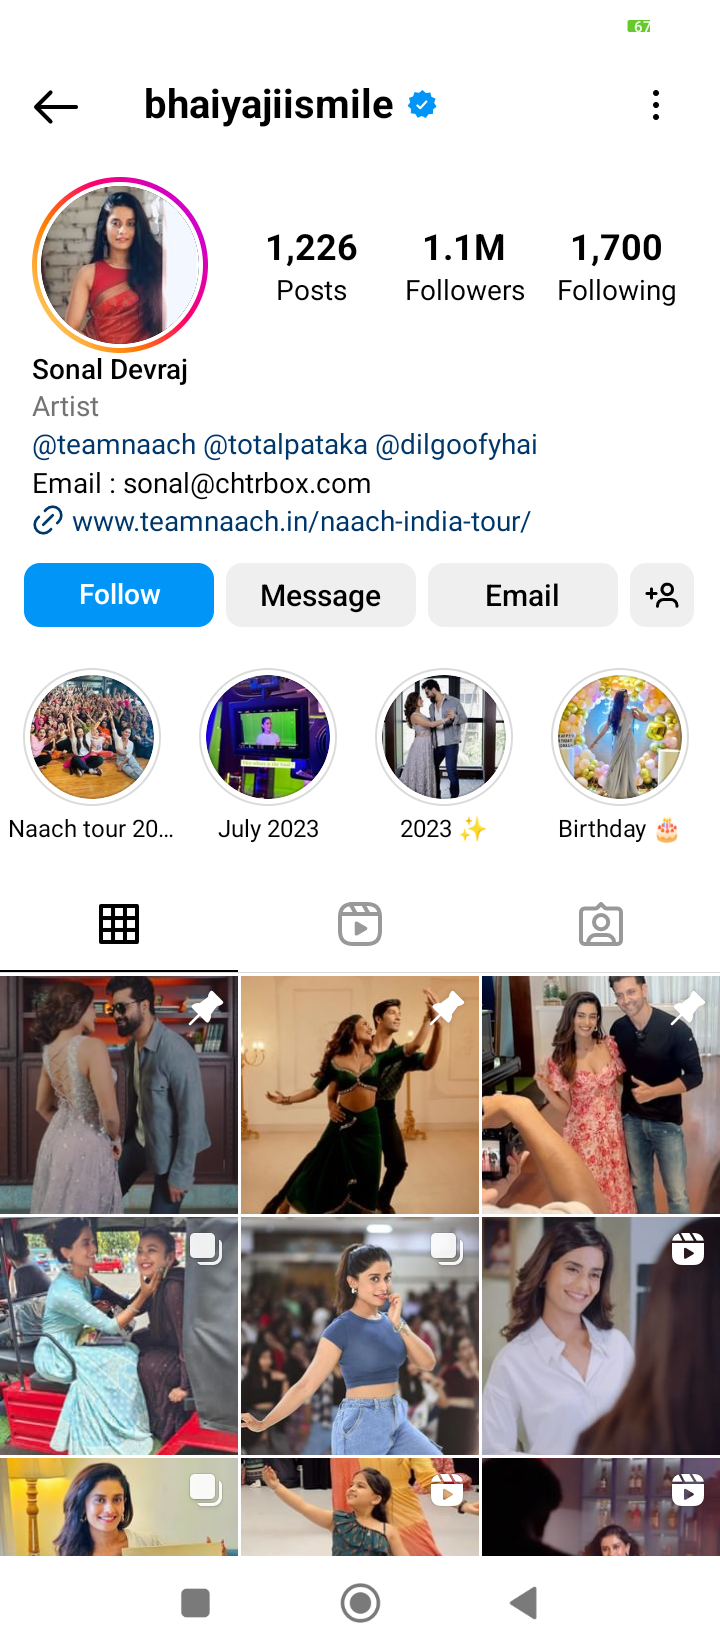 67
bhaiyajiismile
1,226 1.1M 1,700
Posts Followers Following
Sonal Devraj
Artist
@teamnaach @totalpataka @dilgoofyhai
Email : sonal@chtrbox.com
www.teamnaach.in/naach-india-tour/
Follow Message Email
Naach tour 20... July 2023 2023 ✨ Birthday 🎂